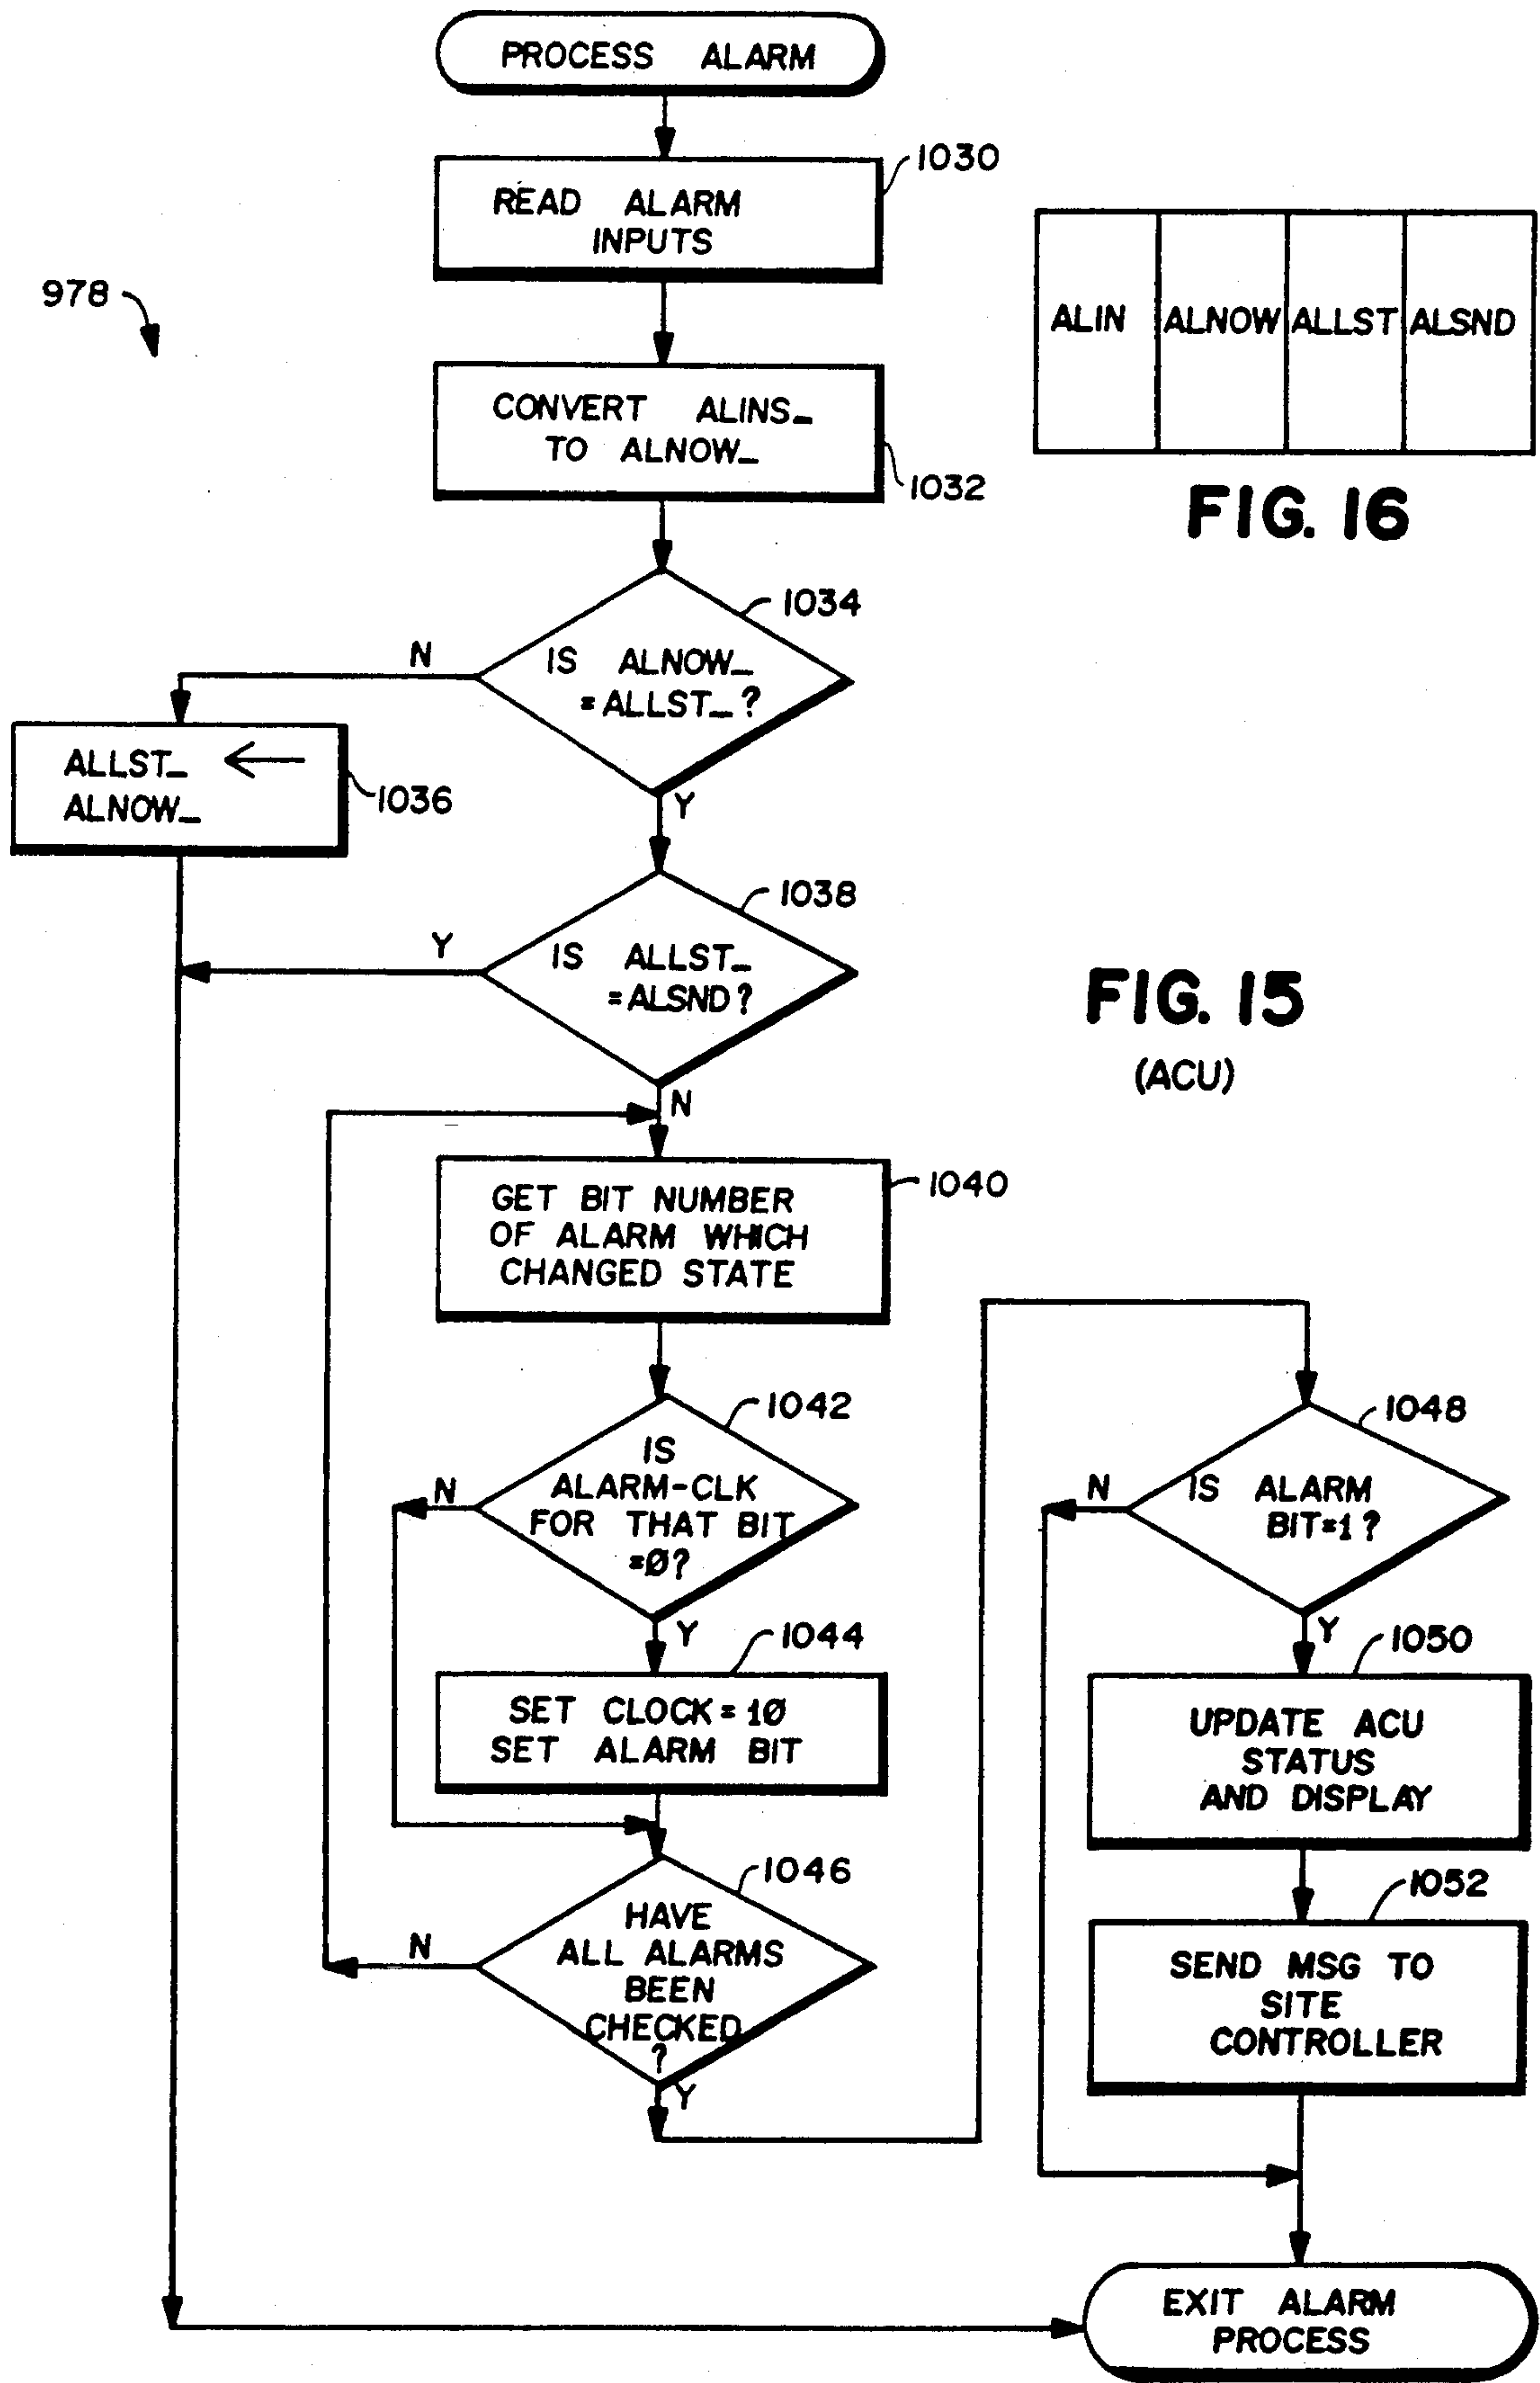 PROCESS ALARM
1030
READ ALARM
INPUTS
978
ALIN ALNOW ALLST ALSND
CONVERT ALINS_
TO ALNOW_
1032
FIG. 16
1034
N
IS ALNOW_
=ALLST_?
ALLST_ ←
ALNOW_
1036
Y
1038
Y
IS ALLST_
=ALSND?
FIG. 15
(ACU)
N
1040
GET BIT NUMBER
OF ALARM WHICH
CHANGED STATE
1042
IS
ALARM-CLK
FOR THAT BIT
=Ø?
N
Y
1044
SET CLOCK=1Ø
SET ALARM BIT
1046
HAVE
ALL ALARMS
BEEN
CHECKED
?
N
Y
1048
N
IS ALARM
BIT=1?
Y
1050
UPDATE ACU
STATUS
AND DISPLAY
1052
SEND MSG TO
SITE
CONTROLLER
EXIT ALARM
PROCESS